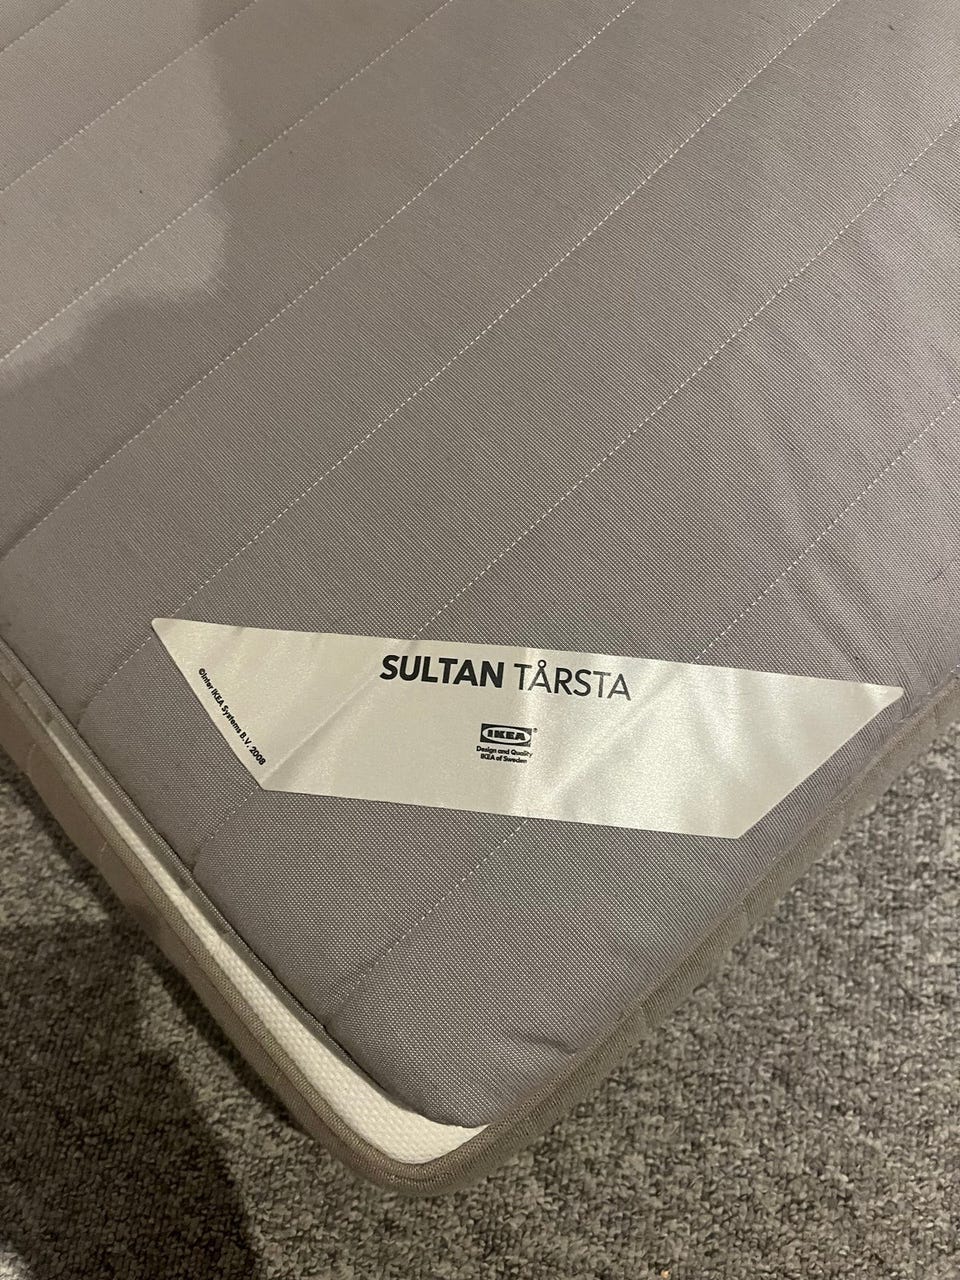 SULTAN TÅRSTA
IKEA®
Design and Quality
IKEA of Sweden
©Inter IKEA Systems B.V. 2008